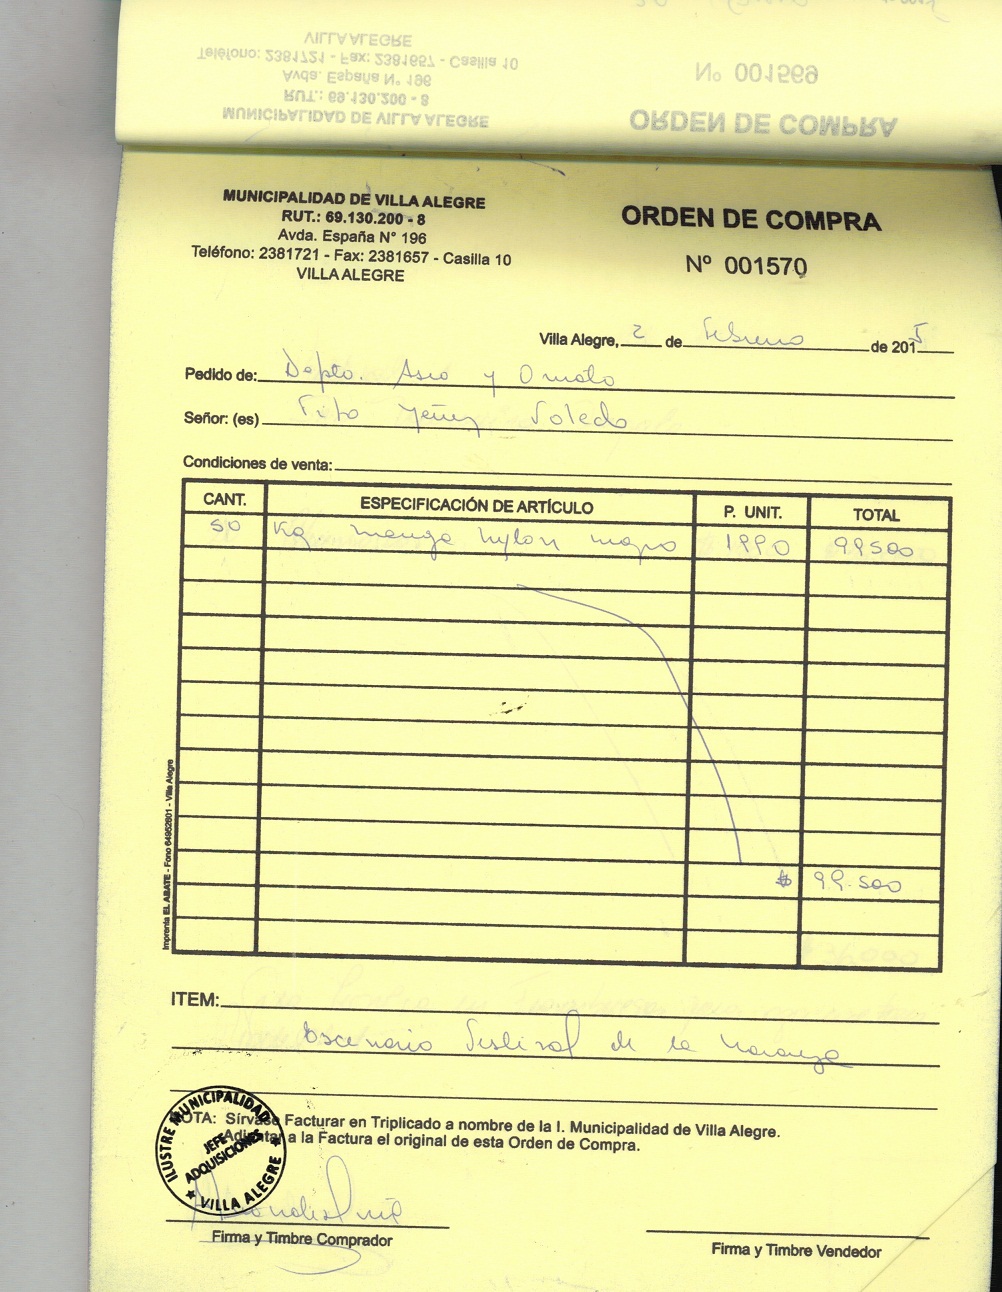 MUNICIPALIDAD DE VILLA ALEGRE
RUT.: 69.130.200 - 8
Avda. España N° 196
Teléfono: 2381721 - Fax: 2381657 - Casilla 10
VILLA ALEGRE
ORDEN DE COMPRA
Nº 001569
MUNICIPALIDAD DE VILLA ALEGRE
RUT.: 69.130.200 - 8
Avda. España N° 196
Teléfono: 2381721 - Fax: 2381657 - Casilla 10
VILLA ALEGRE
ORDEN DE COMPRA
Nº 001570
Villa Alegre, 2 de Febrero de 2015
Pedido de: Depto. Aseo y Ornato
Señor: (es) Tito Yeñez Toledo
Condiciones de venta:
CANT. ESPECIFICACIÓN DE ARTÍCULO P. UNIT. TOTAL
50 Kg. manga nylon 1990 99500
$ 99.500
Imprenta EL ABATE - Fono 64952601 - Villa Alegre
ITEM:
Escenario Festival de la Naranja
NOTA: Sírvase Facturar en Triplicado a nombre de la I. Municipalidad de Villa Alegre.
Adjuntar a la Factura el original de esta Orden de Compra.
ILUSTRE MUNICIPALIDAD
JEFE
ADQUISICIONES
VILLA ALEGRE
Firma y Timbre Comprador
Firma y Timbre Vendedor